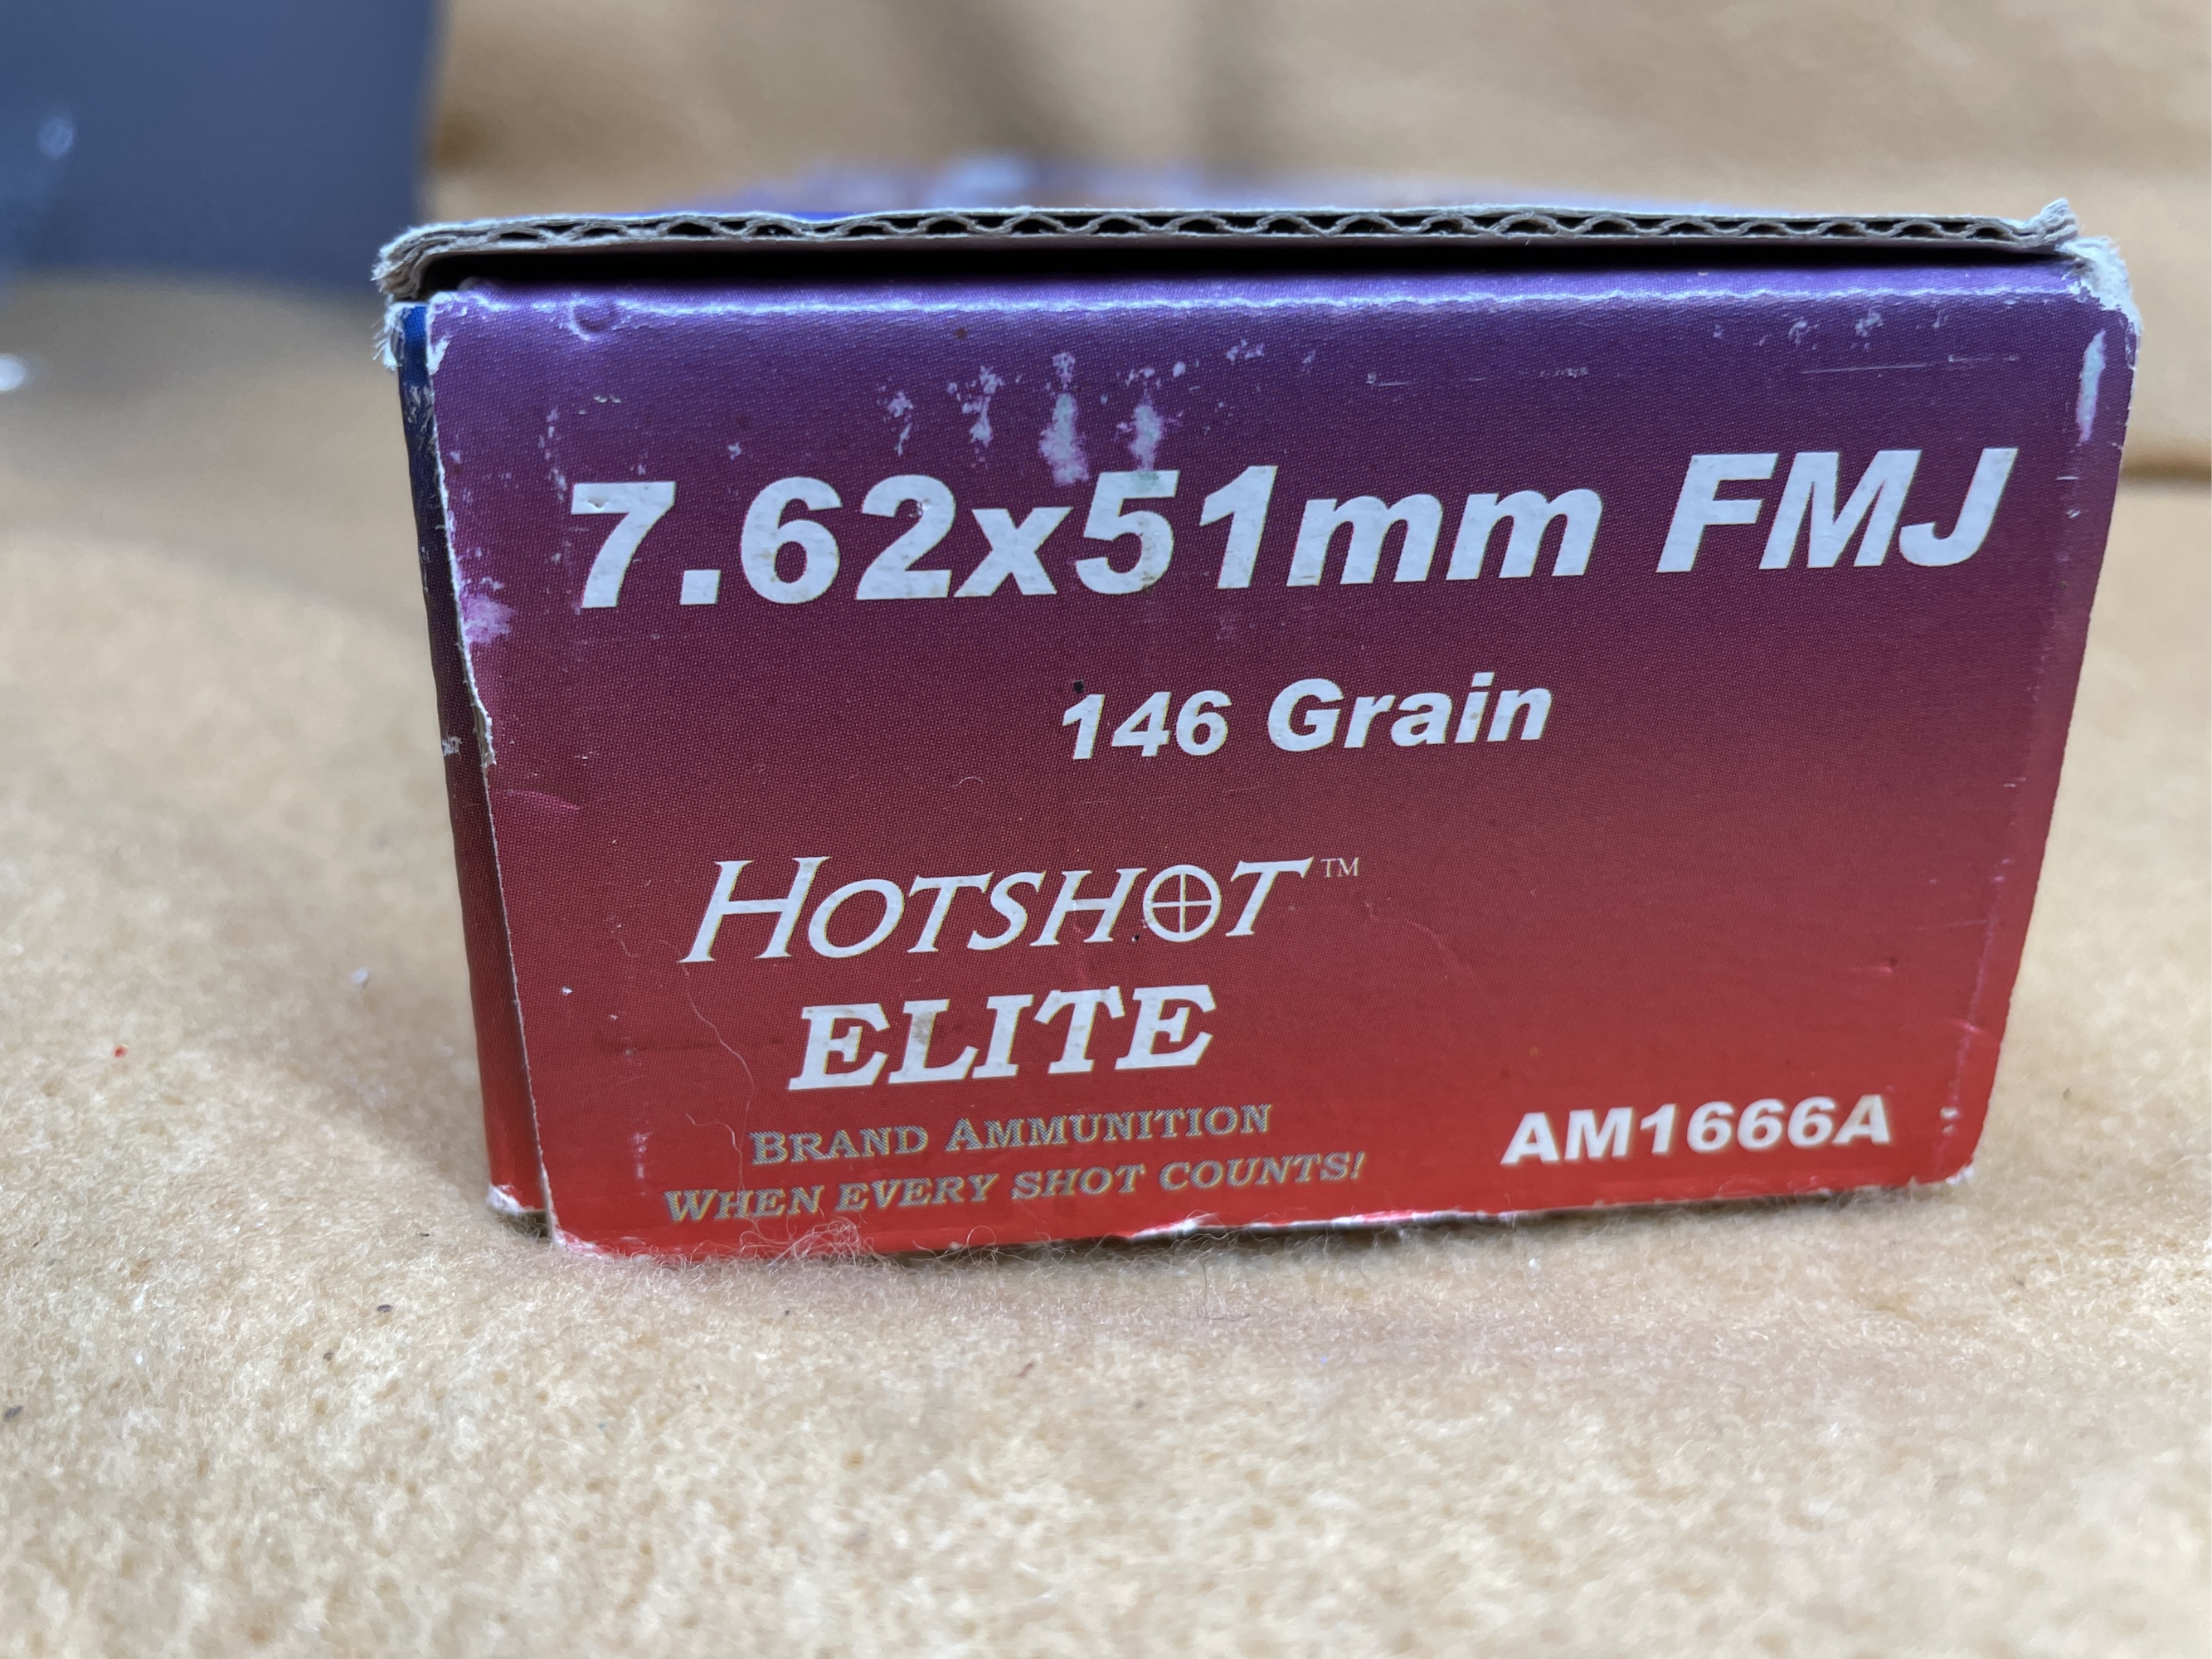 7.62x51mm FMJ
146 Grain
HOTSHOT™
ELITE
BRAND AMMUNITION
WHEN EVERY SHOT COUNTS!
AM1666A